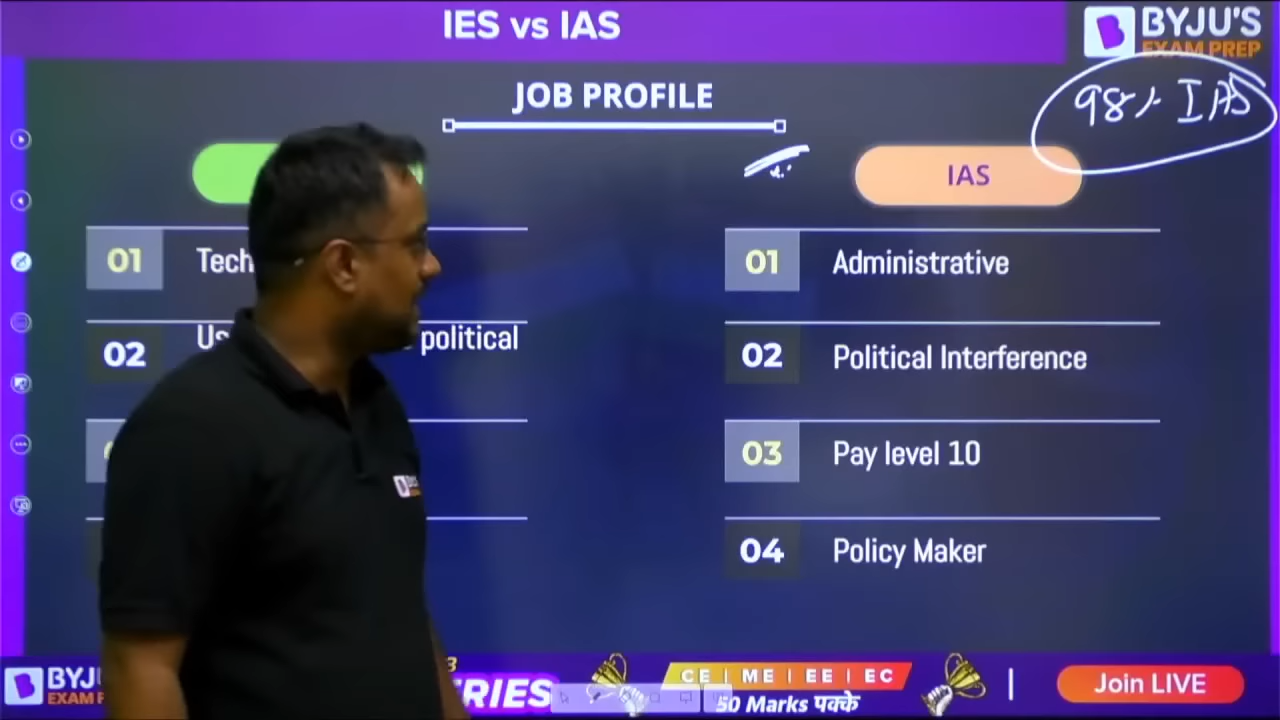 IES vs IAS
BYJU'S
EXAM PREP
JOB PROFILE
98% IAS
IAS
01 Tech
01 Administrative
02 Us political
02 Political Interference
03 Pay level 10
04 Policy Maker
BYJU
EXAM P
ERIES
CE | ME | EE | EC
50 Marks पक्के
Join LIVE